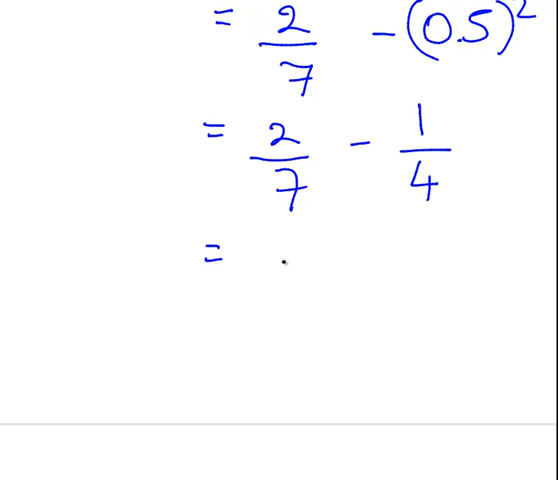 = 2/7 - (0.5)²
= 2/7 - 1/4
=